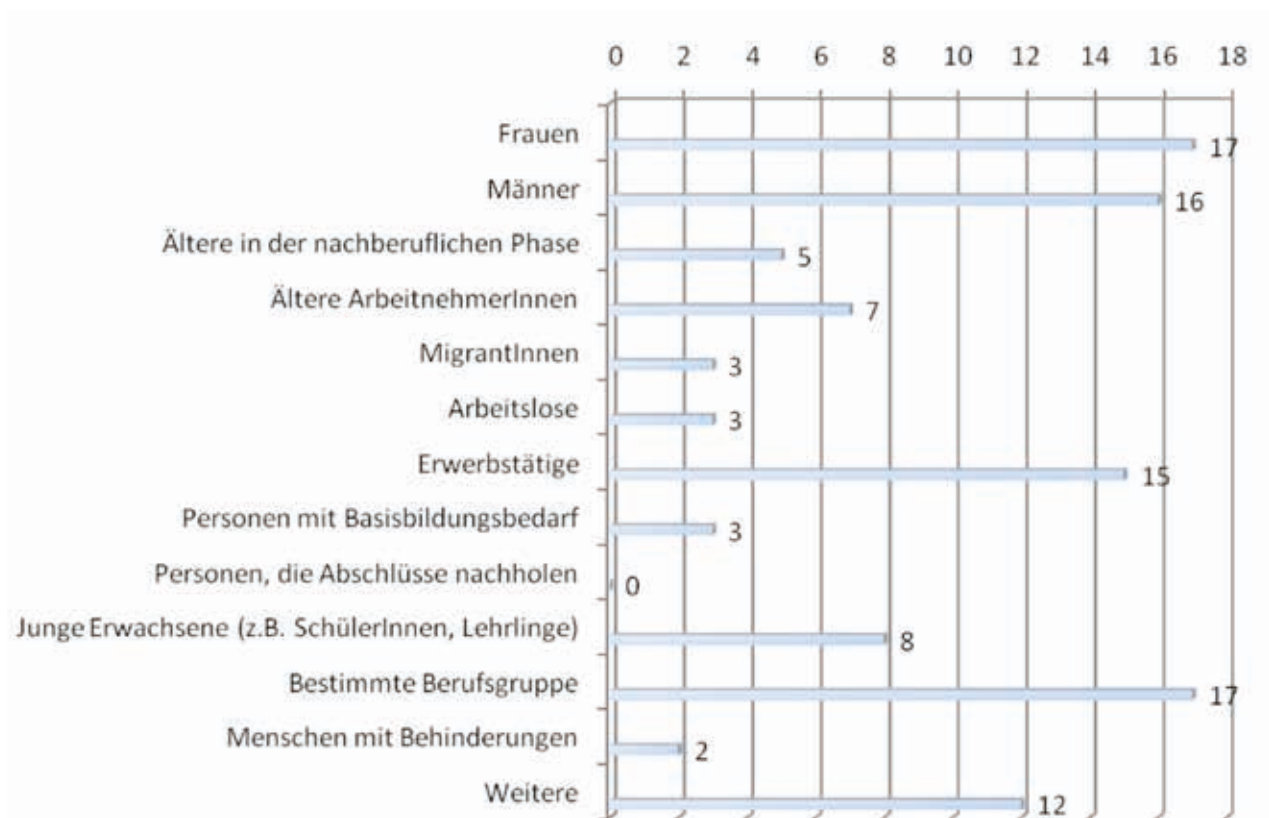 0 2 4 6 8 10 12 14 16 18
Frauen 17
Männer 16
Ältere in der nachberuflichen Phase 5
Ältere ArbeitnehmerInnen 7
MigrantInnen 3
Arbeitslose 3
Erwerbstätige 15
Personen mit Basisbildungsbedarf 3
Personen, die Abschlüsse nachholen 0
Junge Erwachsene (z.B. SchülerInnen, Lehrlinge) 8
Bestimmte Berufsgruppe 17
Menschen mit Behinderungen 2
Weitere 12